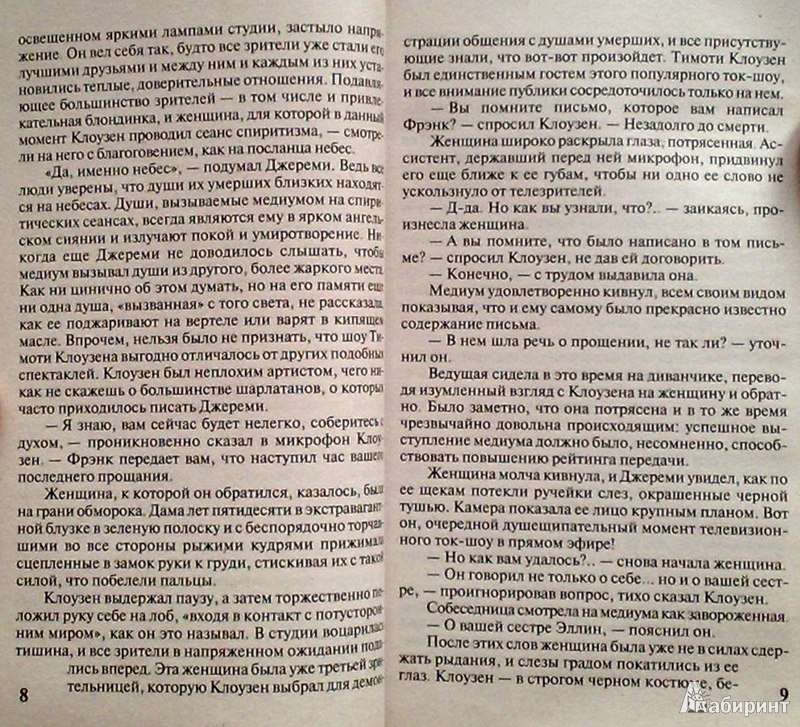 освещенном яркими лампами студии, застыло напря-
жение. Он вел себя так, будто все зрители уже стали его
лучшими друзьями и между ним и каждым из них уста-
новились теплые, доверительные отношения. Подавля-
ющее большинство зрителей — в том числе и привле-
кательная блондинка, и женщина, для которой в данный
момент Клоузен проводил сеанс спиритизма, — смотре-
ли на него с благоговением, как на посланца небес.
«Да, именно небес», — подумал Джереми. Ведь все
люди уверены, что души их умерших близких находят-
ся на небесах. Души, вызываемые медиумом на спири-
тических сеансах, всегда являются ему в ярком ангель-
ском сиянии и излучают покой и умиротворение. Ни-
когда еще Джереми не доводилось слышать, чтобы
медиум вызывал души из другого, более жаркого места.
Как ни цинично об этом думать, но на его памяти еще
ни одна душа, «вызванная» с того света, не рассказала,
как ее поджаривают на вертеле или варят в кипящем
масле. Впрочем, нельзя было не признать, что шоу Ти-
моти Клоузена выгодно отличалось от других подобных
спектаклей. Клоузен был неплохим артистом, чего ни-
как не скажешь о большинстве шарлатанов, о которых
часто приходилось писать Джереми.
— Я знаю, вам сейчас будет нелегко, соберитесь с
духом, — проникновенно сказал в микрофон Клоу-
зен. — Фрэнк передает вам, что наступил час вашего
последнего прощания.
Женщина, к которой он обратился, казалось, была
на грани обморока. Дама лет пятидесяти в экстравагант-
ной блузке в зеленую полоску и с беспорядочно торчав-
шими во все стороны рыжими кудрями прижимала
сцепленные в замок руки к груди, стискивая их с такой
силой, что побелели пальцы.
Клоузен выдержал паузу, а затем торжественно по-
ложил руку себе на лоб, «входя в контакт с потусторон-
ним миром», как он это называл. В студии воцарилась
тишина, и все зрители в напряженном ожидании пода-
лись вперед. Эта женщина была уже третьей зри-
тельницей, которую Клоузен выбрал для демон-
8
страции общения с душами умерших, и все присутству-
ющие знали, что вот-вот произойдет. Тимоти Клоузен
был единственным гостем этого популярного ток-шоу,
и все внимание публики сосредоточилось только на нем.
— Вы помните письмо, которое вам написал
Фрэнк? — спросил Клоузен. — Незадолго до смерти.
Женщина широко раскрыла глаза, потрясенная. Ас-
систент, державший перед ней микрофон, придвинул
его еще ближе к ее губам, чтобы ни одно ее слово не
ускользнуло от телезрителей.
— Д-да. Но как вы узнали, что?.. — заикаясь, про-
изнесла женщина.
— А вы помните, что было написано в том пись-
ме? — спросил Клоузен, не дав ей договорить.
— Конечно, — с трудом выдавила она.
Медиум удовлетворенно кивнул, всем своим видом
показывая, что и ему самому было прекрасно известно
содержание письма.
— В нем шла речь о прощении, не так ли? — уточ-
нил он.
Ведущая сидела в это время на диванчике, перево-
дя изумленный взгляд с Клоузена на женщину и обрат-
но. Было заметно, что она потрясена и в то же время
чрезвычайно довольна происходящим: успешное вы-
ступление медиума должно было, несомненно, способ-
ствовать повышению рейтинга передачи.
Женщина молча кивнула, и Джереми увидел, как по
ее щекам потекли ручейки слез, окрашенные черной
тушью. Камера показала ее лицо крупным планом. Вот
он, очередной душещипательный момент телевизион-
ного ток-шоу в прямом эфире!
— Но как вам удалось?.. — снова начала женщина.
— Он говорил не только о себе... но и о вашей сест-
ре, — проигнорировав вопрос, тихо сказал Клоузен.
Собеседница смотрела на медиума как завороженная.
— О вашей сестре Эллин, — пояснил он.
После этих слов женщина была уже не в силах сдер-
жать рыдания, и слезы градом покатились из ее
глаз. Клоузен — в строгом черном костюме, бе-
9
Лабиринт